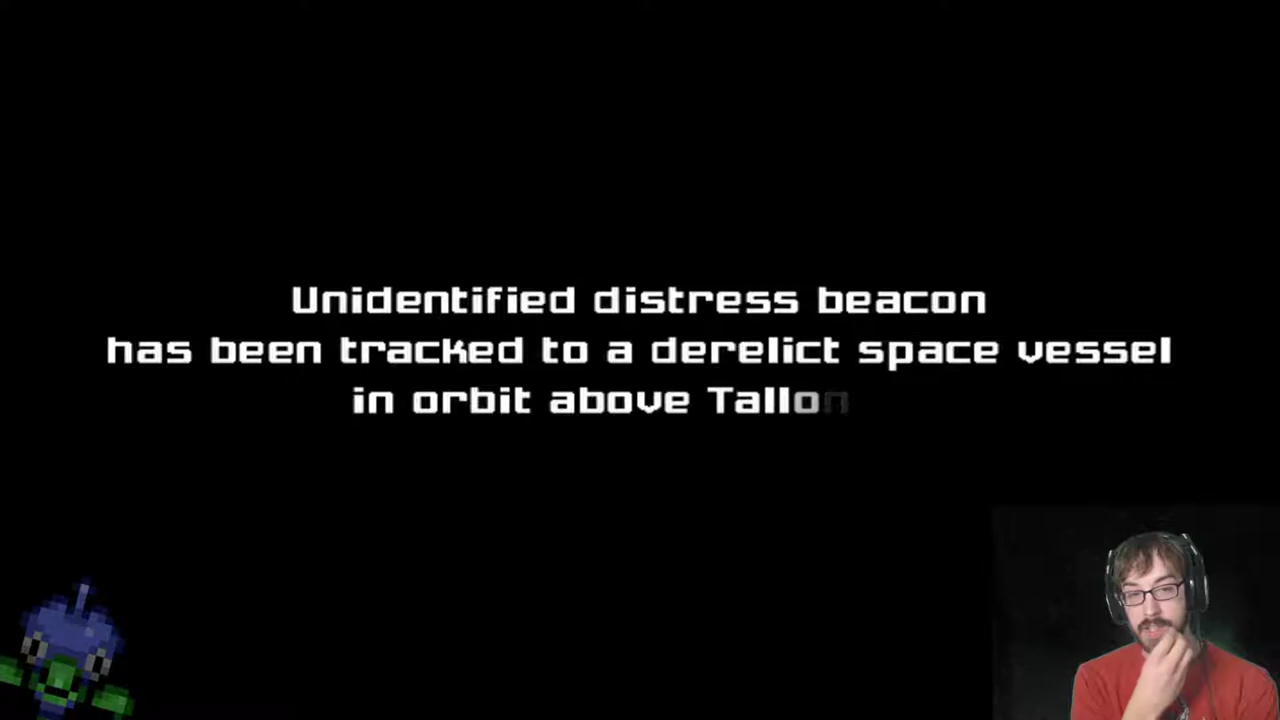 Unidentified distress beacon
has been tracked to a derelict space vessel
in orbit above Tallon